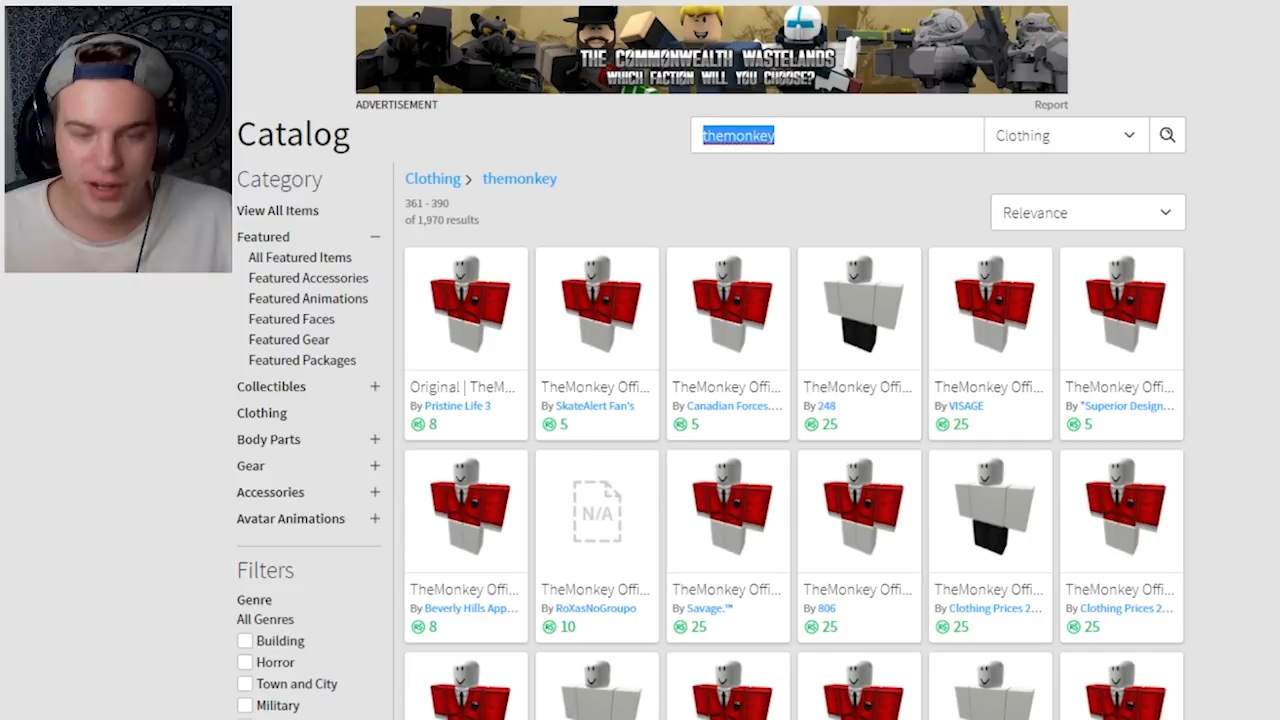 THE COMMONWEALTH WASTELANDS
WHICH FACTION WILL YOU CHOOSE?
ADVERTISEMENT
Report
Catalog
themonkey
Clothing
Category
View All Items
Featured
All Featured Items
Featured Accessories
Featured Animations
Featured Faces
Featured Gear
Featured Packages
Collectibles
Clothing
Body Parts
Gear
Accessories
Avatar Animations
Filters
Genre
All Genres
Building
Horror
Town and City
Military
Clothing > themonkey
361 - 390
of 1,970 results
Relevance
Original | TheM...
By Pristine Life 3
8
TheMonkey Offi...
By SkateAlert Fan's
5
TheMonkey Offi...
By Canadian Forces....
5
TheMonkey Offi...
By 248
25
TheMonkey Offi...
By VISAGE
25
TheMonkey Offi...
By "Superior Design...
5
TheMonkey Offi...
By Beverly Hills App...
8
N/A
TheMonkey Offi...
By RoXasNoGroupo
10
TheMonkey Offi...
By Savage.™
25
TheMonkey Offi...
By 806
25
TheMonkey Offi...
By Clothing Prices 2...
25
TheMonkey Offi...
By Clothing Prices 2...
25